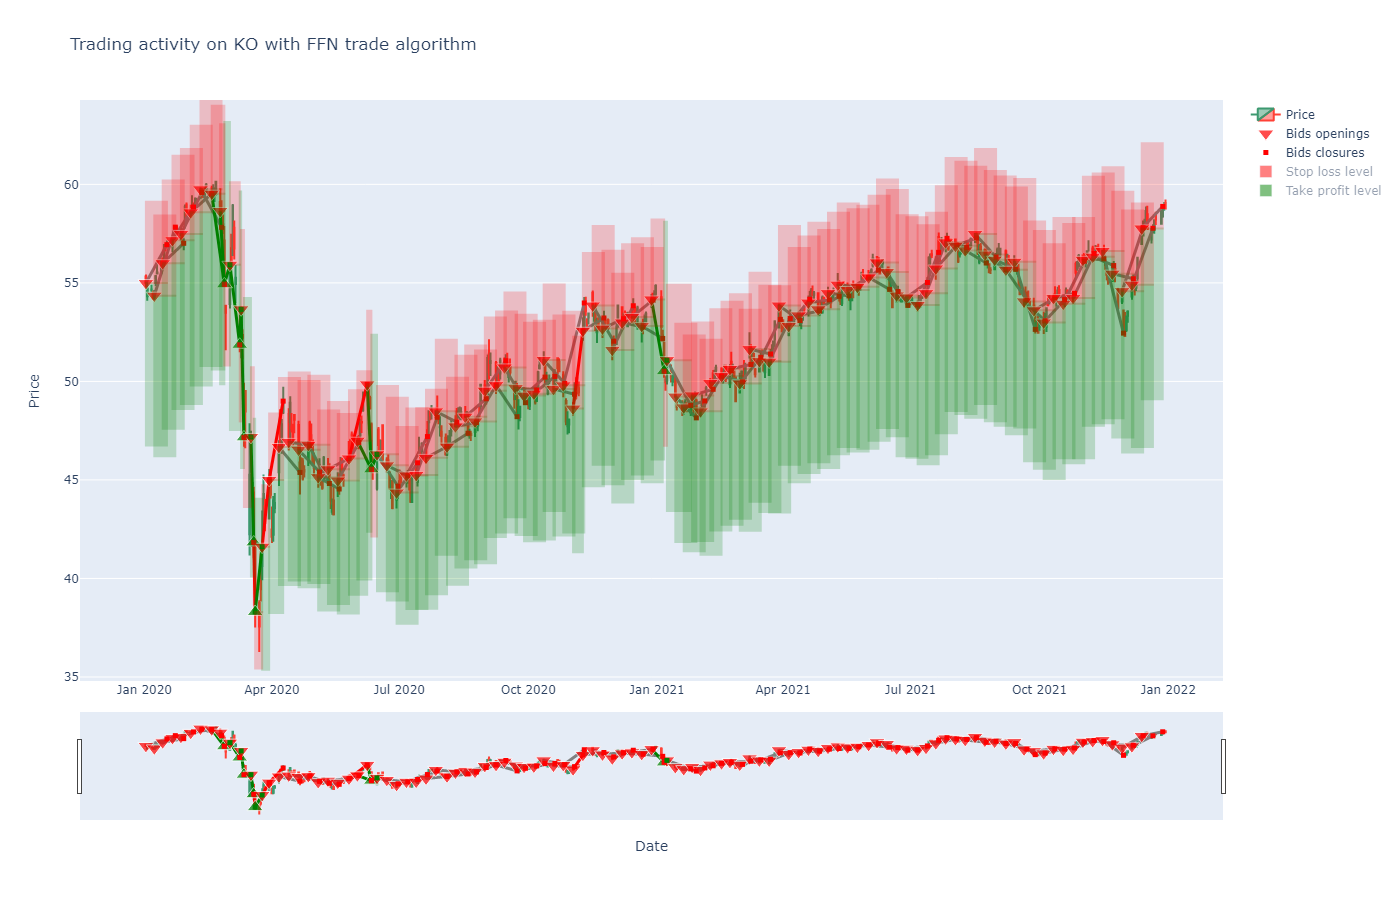 Trading activity on KO with FFN trade algorithm
Price
Bids openings
Bids closures
Stop loss level
Take profit level
Price
60
55
50
45
40
35
Jan 2020
Apr 2020
Jul 2020
Oct 2020
Jan 2021
Apr 2021
Jul 2021
Oct 2021
Jan 2022
Date